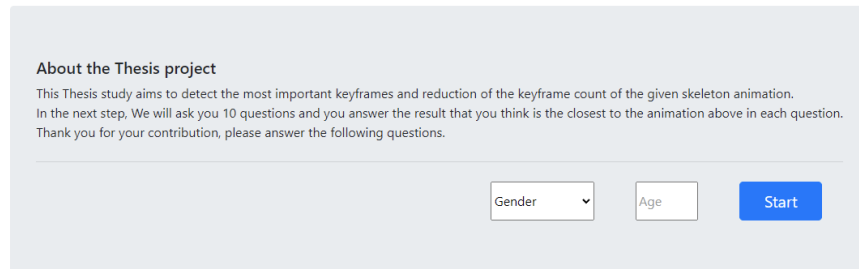 About the Thesis project
This Thesis study aims to detect the most important keyframes and reduction of the keyframe count of the given skeleton animation.
In the next step, We will ask you 10 questions and you answer the result that you think is the closest to the animation above in each question.
Thank you for your contribution, please answer the following questions.
Gender Age Start